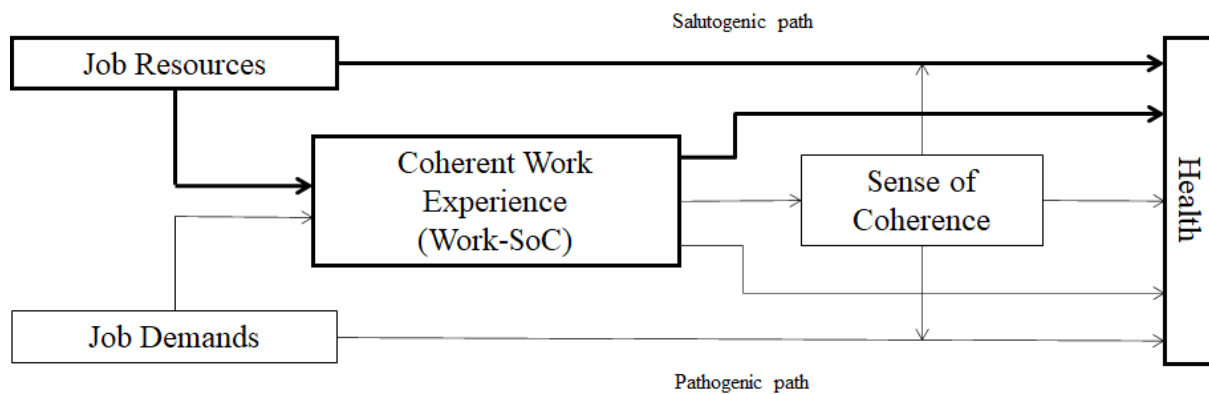 Salutogenic path
Job Resources
Coherent Work
Experience
(Work-SoC)
Sense of
Coherence
Health
Job Demands
Pathogenic path